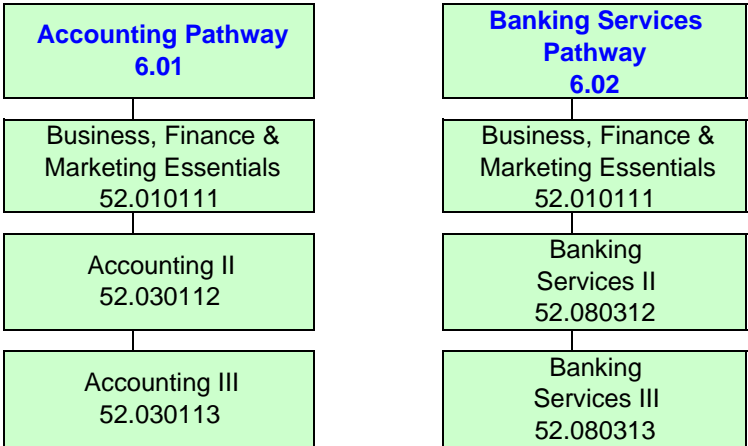 Accounting Pathway
6.01
Business, Finance &
Marketing Essentials
52.010111
Accounting II
52.030112
Accounting III
52.030113
Banking Services
Pathway
6.02
Business, Finance &
Marketing Essentials
52.010111
Banking
Services II
52.080312
Banking
Services III
52.080313